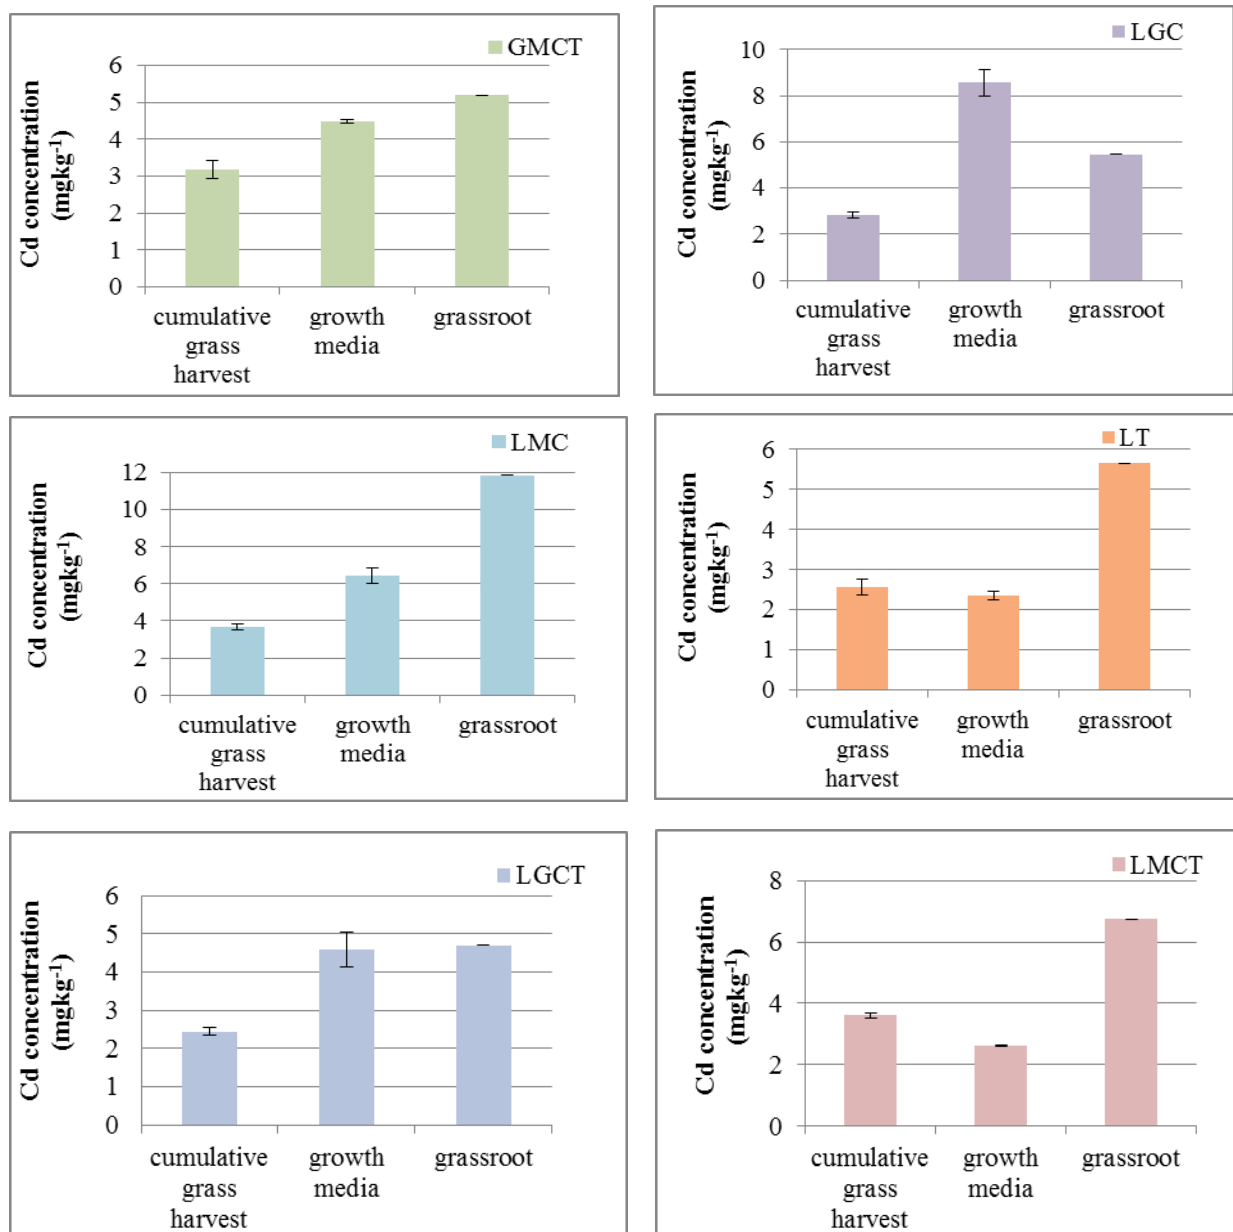 GMCT
Cd concentration
(mgkg-1)
6
5
4
3
2
1
0
cumulative
grass
harvest
growth
media
grassroot
LGC
Cd concentration
(mgkg-1)
10
8
6
4
2
0
cumulative
grass
harvest
growth
media
grassroot
LMC
Cd concentration
(mgkg-1)
12
10
8
6
4
2
0
cumulative
grass
harvest
growth
media
grassroot
LT
Cd concentration
(mgkg-1)
6
5
4
3
2
1
0
cumulative
grass
harvest
growth
media
grassroot
LGCT
Cd concentration
(mgkg-1)
6
5
4
3
2
1
0
cumulative
grass
harvest
growth
media
grassroot
LMCT
Cd concentration
(mgkg-1)
8
6
4
2
0
cumulative
grass
harvest
growth
media
grassroot